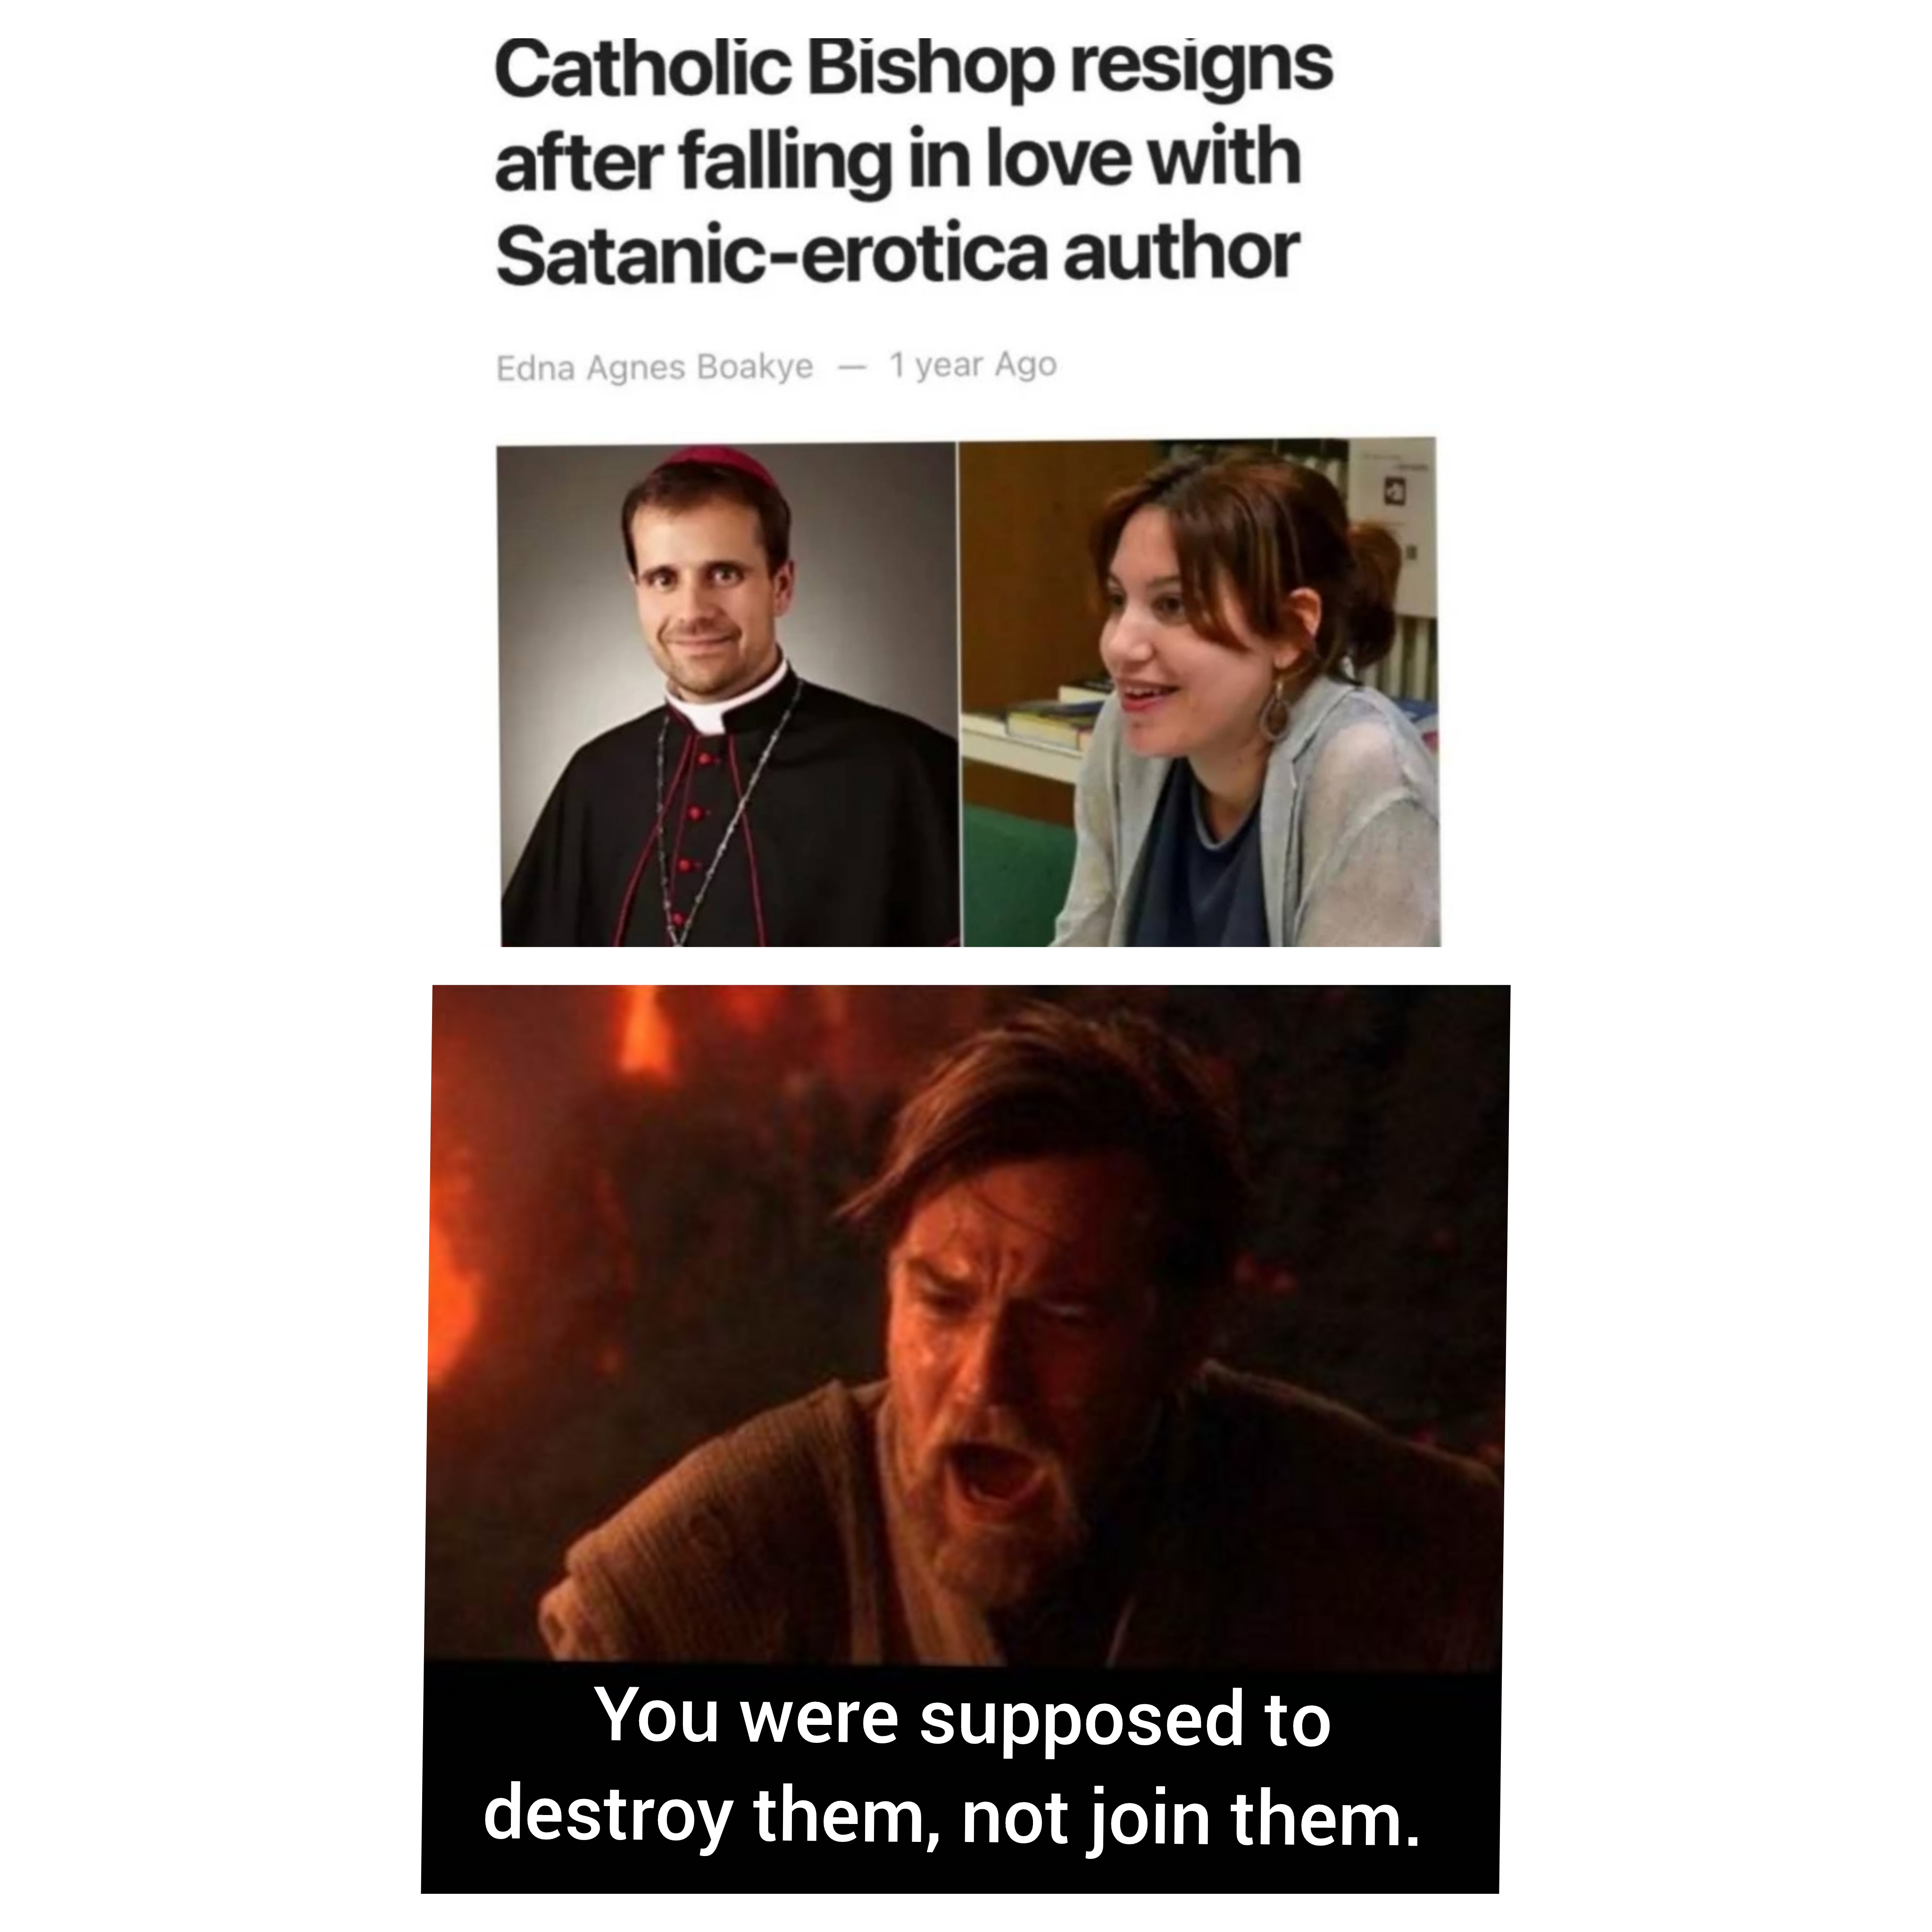 Catholic Bishop resigns
after falling in love with
Satanic-erotica author
Edna Agnes Boakye — 1 year Ago
You were supposed to
destroy them, not join them.